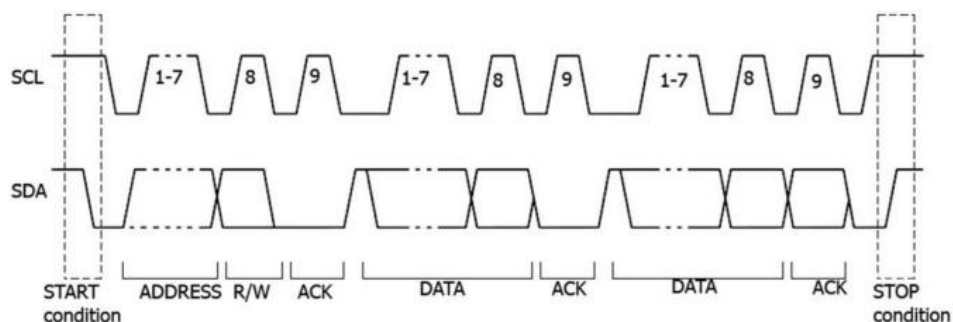 SCL
1-7 8 9 1-7 8 9 1-7 8 9
SDA
START ADDRESS R/W ACK DATA ACK DATA ACK STOP
condition condition